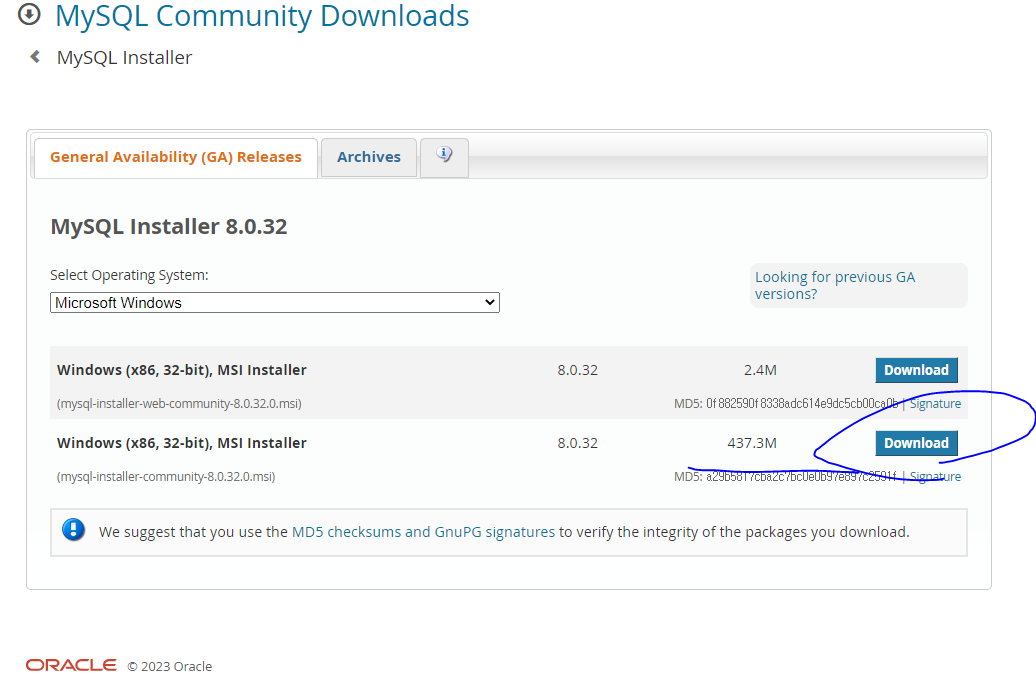 MySQL Community Downloads
MySQL Installer
General Availability (GA) Releases
Archives
MySQL Installer 8.0.32
Select Operating System:
Microsoft Windows
Looking for previous GA
versions?
Windows (x86, 32-bit), MSI Installer 8.0.32 2.4M Download
(mysql-installer-web-community-8.0.32.0.msi) MD5: 0f882590f8338adc614e9dc5cb00ca0b | Signature
Windows (x86, 32-bit), MSI Installer 8.0.32 437.3M Download
(mysql-installer-community-8.0.32.0.msi) MD5: | Signature
We suggest that you use the MD5 checksums and GnuPG signatures to verify the integrity of the packages you download.
ORACLE © 2023 Oracle